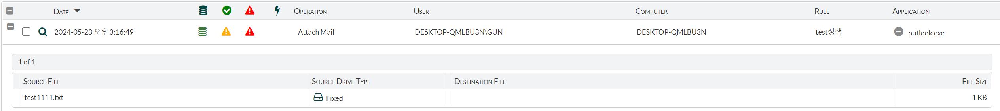 Date Operation User Computer Rule Application
2024-05-23 오후 3:16:49 Attach Mail DESKTOP-QMLBU3N\GUN DESKTOP-QMLBU3N test정책 outlook.exe
1 of 1
Source File Source Drive Type Destination File File Size
test1111.txt Fixed 1 KB